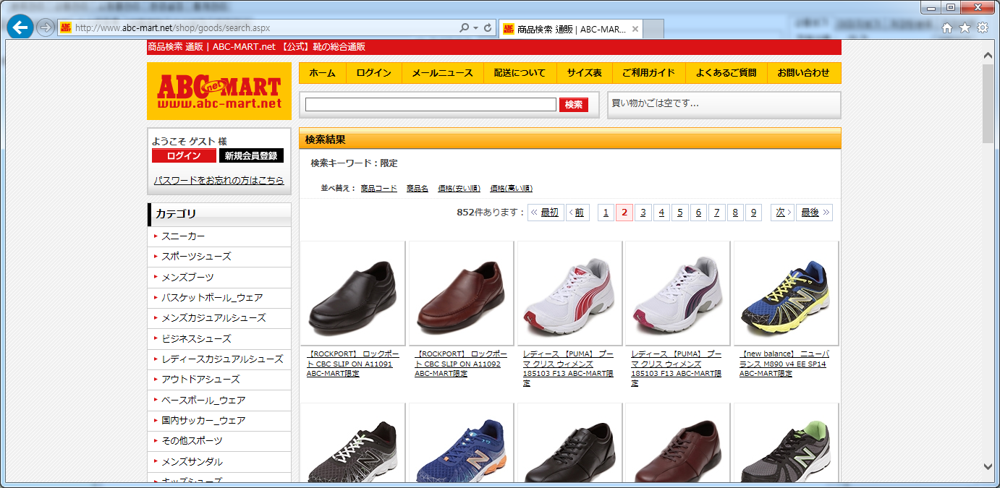 http://www.abc-mart.net/shop/goods/search.aspx
商品検索 通販 | ABC-MAR...
商品検索 通販 | ABC-MART.net 【公式】靴の総合通販
ABC net MART
www.abc-mart.net
ホーム ログイン メールニュース 配送について サイズ表 ご利用ガイド よくあるご質問 お問い合わせ
検索
買い物かごは空です...
ようこそ ゲスト 様
ログイン 新規会員登録
パスワードをお忘れの方はこちら
カテゴリ
スニーカー
スポーツシューズ
メンズブーツ
バスケットボール_ウェア
メンズカジュアルシューズ
ビジネスシューズ
レディースカジュアルシューズ
アウトドアシューズ
ベースボール_ウェア
国内サッカー_ウェア
その他スポーツ
メンズサンダル
キッズシューズ
検索結果
検索キーワード：限定
並べ替え： 商品コード 商品名 価格(安い順) 価格(高い順)
852件あります： 最初 前 1 2 3 4 5 6 7 8 9 次 最後
【ROCKPORT】 ロックポー
ト CBC SLIP ON A11091
ABC-MART限定
【ROCKPORT】 ロックポー
ト CBC SLIP ON A11092
ABC-MART限定
レディース 【PUMA】 プー
マ クリス ウィメンズ
185103 F13 ABC-MART限
定
レディース 【PUMA】 プー
マ クリス ウィメンズ
185103 F13 ABC-MART限
定
【new balance】 ニューバ
ランス M890 v4 EE SP14
ABC-MART限定